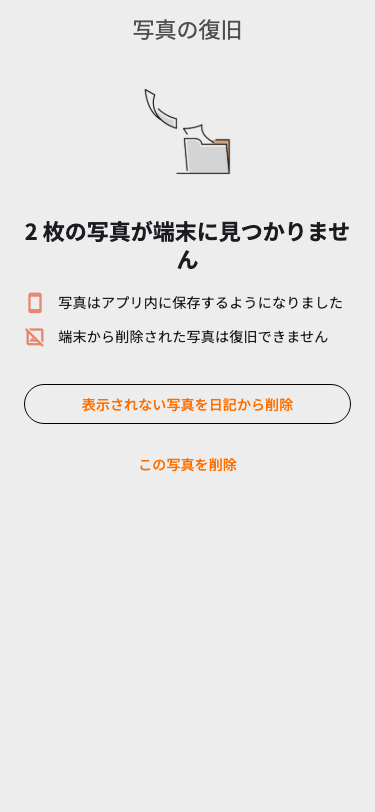 写真の復旧
2 枚の写真が端末に見つかりませ
ん
写真はアプリ内に保存するようになりました
端末から削除された写真は復旧できません
表示されない写真を日記から削除
この写真を削除